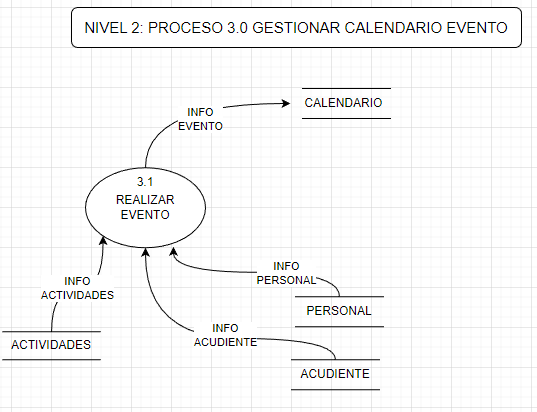 NIVEL 2: PROCESO 3.0 GESTIONAR CALENDARIO EVENTO
CALENDARIO
INFO
EVENTO
3.1
REALIZAR
EVENTO
INFO
PERSONAL
INFO
ACTIVIDADES
PERSONAL
INFO
ACUDIENTE
ACTIVIDADES
ACUDIENTE